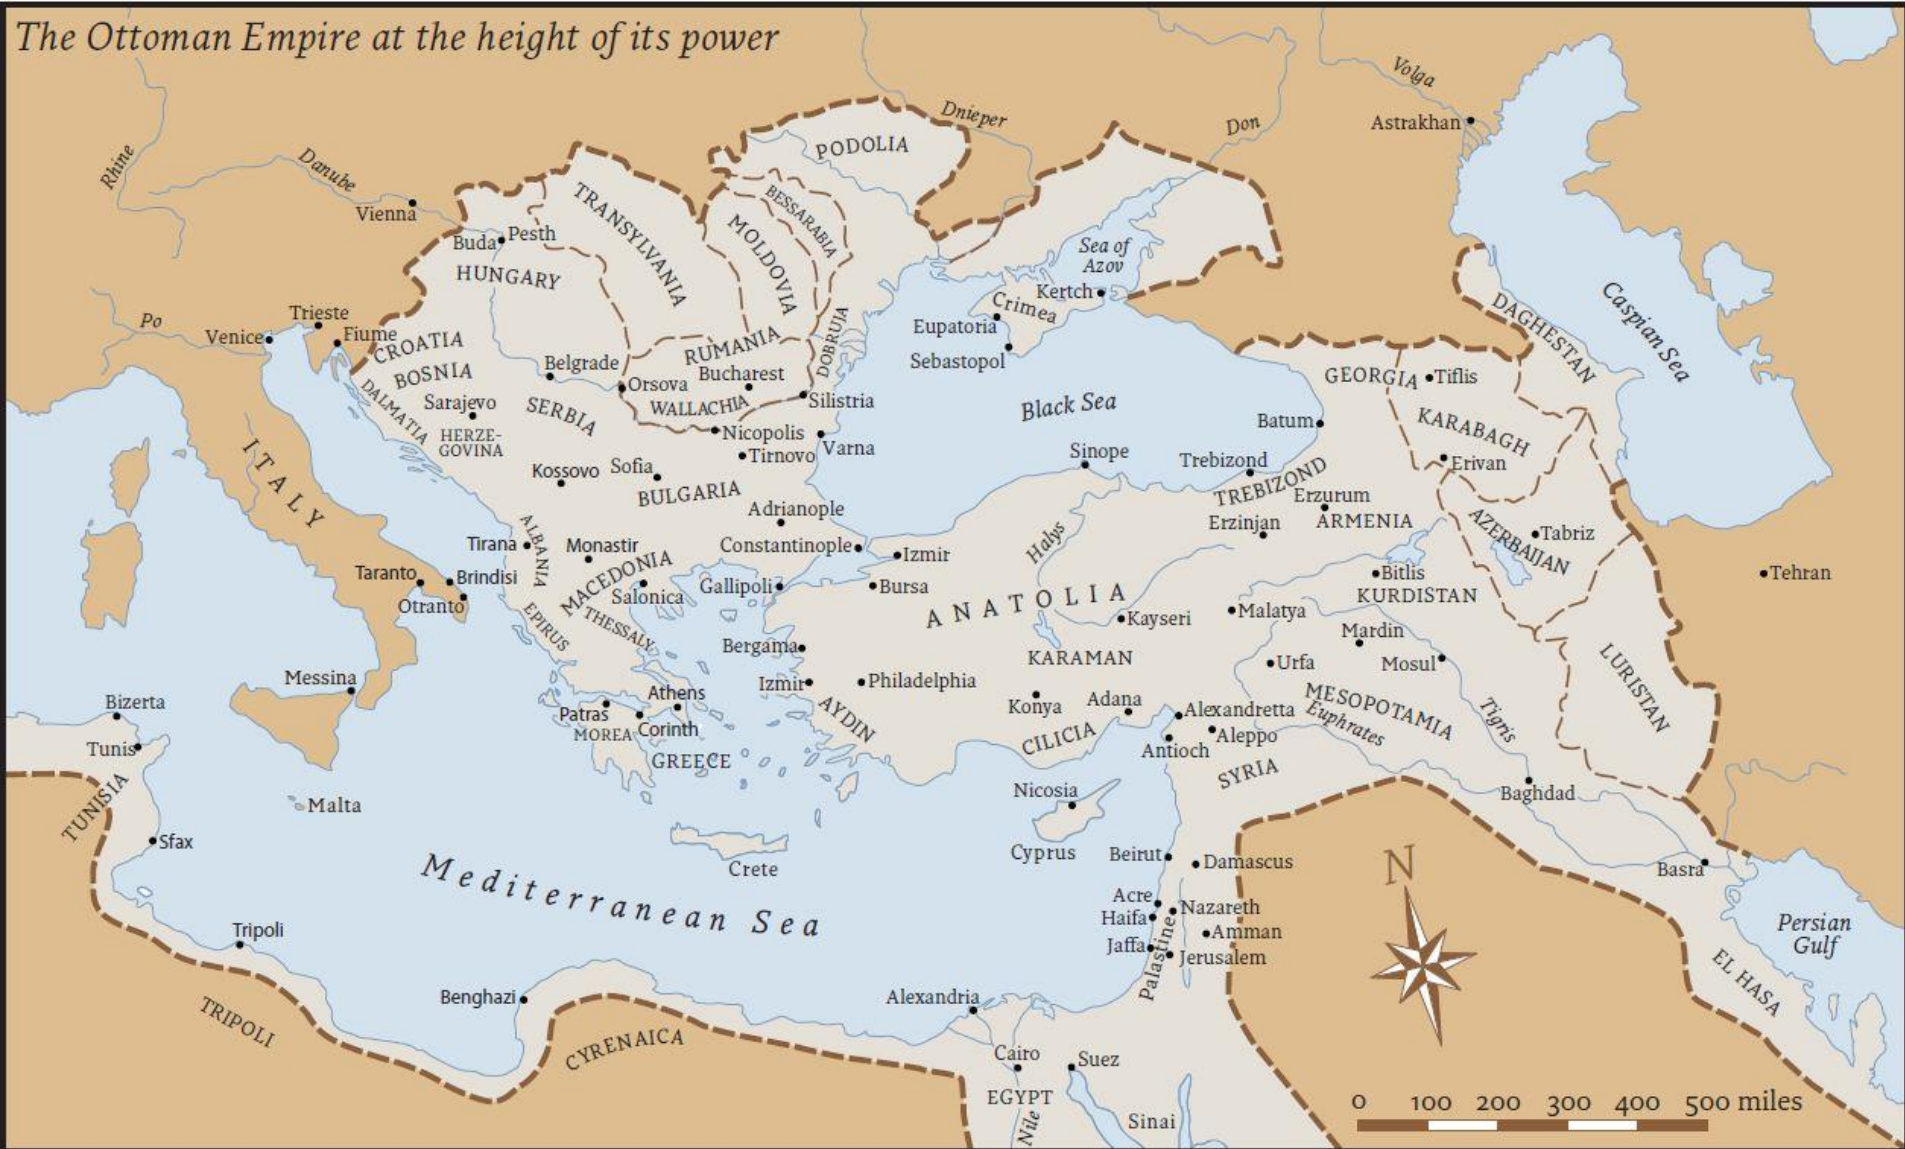 The Ottoman Empire at the height of its power
Rhine
Danube
Vienna
Dnieper
Don
Volga
Astrakhan
PODOLIA
BESSARABIA
TRANSYLVANIA
MOLDOVIA
Buda
Pesth
HUNGARY
Sea of
Azov
Kertch
Crimea
Eupatoria
Sebastopol
Caspian Sea
DAGHESTAN
Po
Venice
Trieste
Fiume
CROATIA
BOSNIA
DALMATIA
Sarajevo
HERZE-
GOVINA
Belgrade
SERBIA
Orsova
RUMANIA
Bucharest
WALLACHIA
DOBRUJA
Silistria
Nicopolis
Tirnovo
Varna
Black Sea
GEORGIA
Tiflis
KARABAGH
Erivan
Batum
Sinope
Trebizond
TREBIZOND
Erzurum
ARMENIA
Erzinjan
AZERBAIJAN
Tabriz
Tehran
ITALY
Kossovo
Sofia
BULGARIA
Adrianople
Constantinople
Izmir
Halys
Tirana
ALBANIA
Monastir
MACEDONIA
Salonica
Gallipoli
Bursa
ANATOLIA
Kayseri
Malatya
Bitlis
KURDISTAN
Taranto
Brindisi
Otranto
EPIRUS
THESSALY
Bergama
KARAMAN
Mardin
Urfa
Mosul
LURISTAN
Messina
Izmir
Philadelphia
AYDIN
Konya
Adana
CILICIA
Alexandretta
Aleppo
Antioch
SYRIA
MESOPOTAMIA
Euphrates
Tigris
Athens
Patras
Corinth
MOREA
GREECE
Bizerta
Tunis
TUNISIA
Sfax
Malta
Crete
Nicosia
Cyprus
Baghdad
Basra
Beirut
Damascus
Acre
Nazareth
Haifa
Amman
Jaffa
Jerusalem
Palastine
Mediterranean Sea
N
Persian
Gulf
EL HASA
Tripoli
TRIPOLI
Benghazi
CYRENAICA
Alexandria
Cairo
Suez
EGYPT
Nile
Sinai
0 100 200 300 400 500 miles